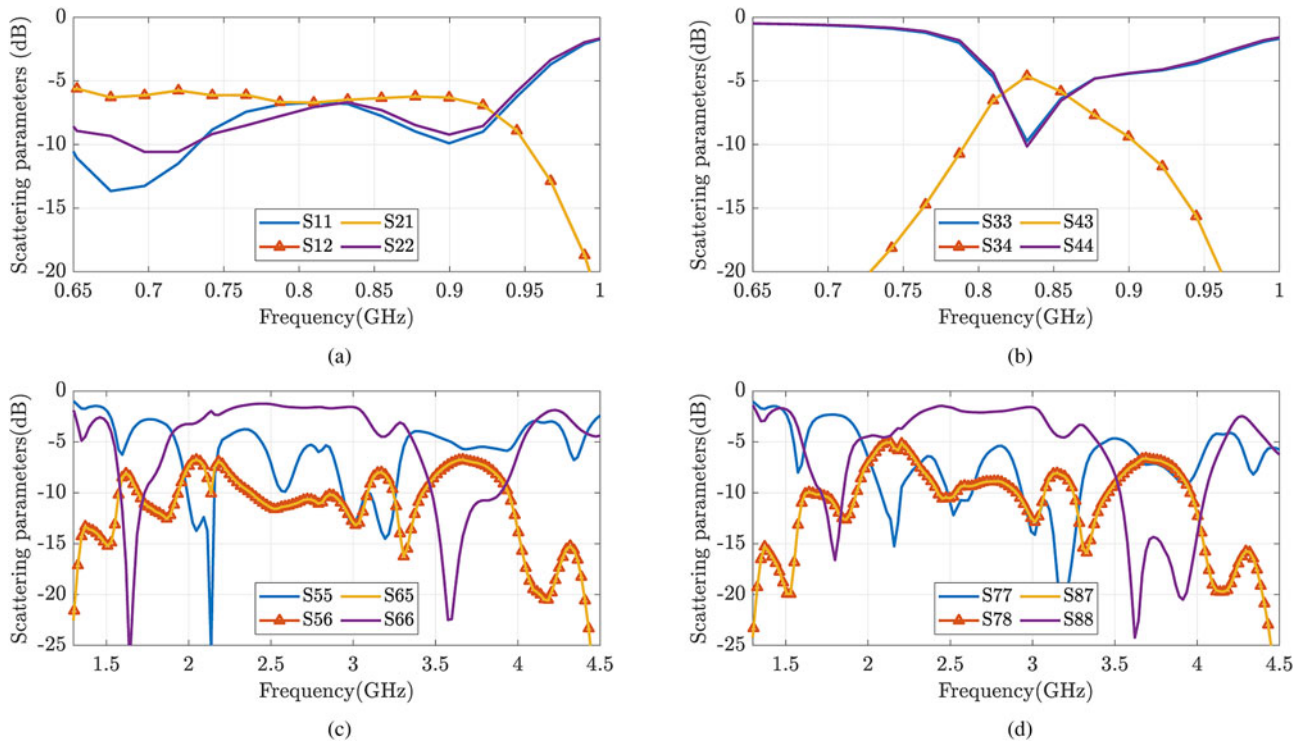 0
-5
-10
-15
-20
Scattering parameters (dB)
S11 S21
S12 S22
0.65 0.7 0.75 0.8 0.85 0.9 0.95 1
Frequency(GHz)
(a)
0
-5
-10
-15
-20
Scattering parameters(dB)
S33 S43
S34 S44
0.65 0.7 0.75 0.8 0.85 0.9 0.95 1
Frequency(GHz)
(b)
0
-5
-10
-15
-20
-25
Scattering parameters(dB)
S55 S65
S56 S66
1.5 2 2.5 3 3.5 4 4.5
Frequency(GHz)
(c)
0
-5
-10
-15
-20
-25
Scattering parameters(dB)
S77 S87
S78 S88
1.5 2 2.5 3 3.5 4 4.5
Frequency(GHz)
(d)